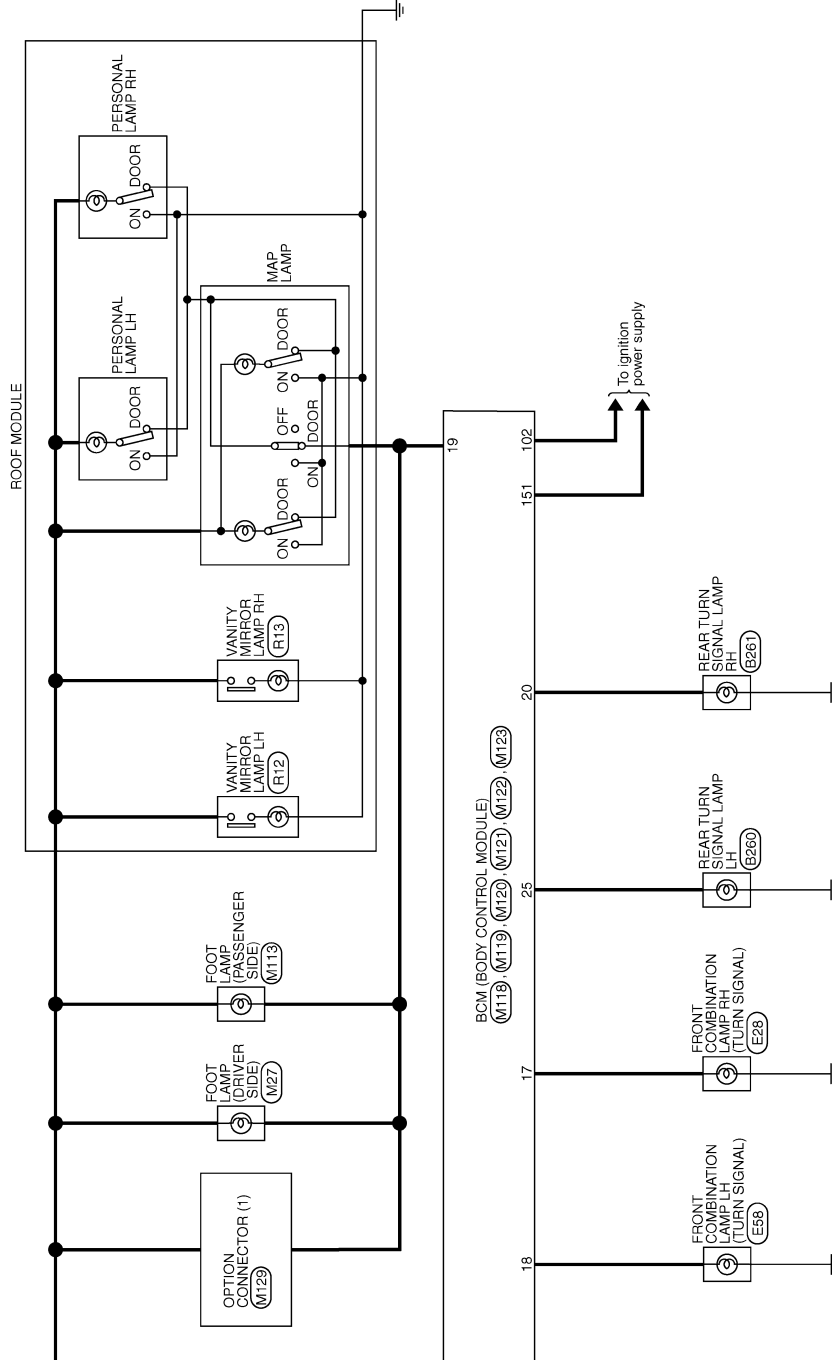 ROOF MODULE
PERSONAL
LAMP RH
ON
DOOR
PERSONAL
LAMP LH
ON
DOOR
MAP
LAMP
ON
DOOR
ON
DOOR
OFF
ON
DOOR
VANITY
MIRROR
LAMP RH
R13
VANITY
MIRROR
LAMP LH
R12
FOOT
LAMP
(PASSENGER
SIDE)
M113
FOOT
LAMP
(DRIVER
SIDE)
M27
OPTION
CONNECTOR (1)
M129
BCM (BODY CONTROL MODULE)
M118 , M119 , M120 , M121 , M122 , M123
19
102
151
To ignition
power supply
20
25
17
18
REAR TURN
SIGNAL LAMP
RH
B261
REAR TURN
SIGNAL LAMP
LH
B260
FRONT
COMBINATION
LAMP RH
(TURN SIGNAL)
E28
FRONT
COMBINATION
LAMP LH
(TURN SIGNAL)
E58